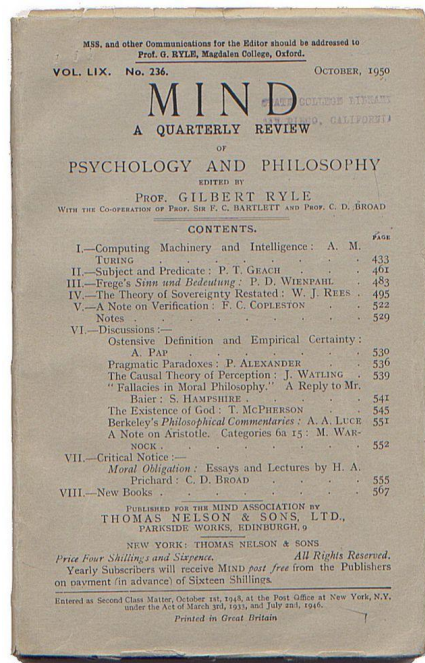 MSS. and other Communications for the Editor should be addressed to
Prof. G. RYLE, Magdalen College, Oxford.
VOL. LIX. No. 236. OCTOBER, 1950
MIND
STATE COLLEGE LIBRARY
SAN DIEGO, CALIFORNIA
A QUARTERLY REVIEW
OF
PSYCHOLOGY AND PHILOSOPHY
EDITED BY
PROF. GILBERT RYLE
WITH THE CO-OPERATION OF PROF. SIR F. C. BARTLETT AND PROF. C. D. BROAD
CONTENTS.
PAGE
I.—Computing Machinery and Intelligence : A. M.
TURING . . . . . . . 433
II.—Subject and Predicate : P. T. GEACH . . . 461
III.—Frege's Sinn und Bedeutung : P. D. WIENPAHL . 483
IV.—The Theory of Sovereignty Restated : W. J. REES . 495
V.—A Note on Verification : F. C. COPLESTON . . 522
Notes . . . . . . . . 529
VI.—Discussions :—
Ostensive Definition and Empirical Certainty :
A. PAP . . . . . . . 530
Pragmatic Paradoxes : P. ALEXANDER . . 536
The Causal Theory of Perception : J. WATLING . 539
" Fallacies in Moral Philosophy." A Reply to Mr.
Baier : S. HAMPSHIRE . . . . . 541
The Existence of God : T. MCPHERSON . . 545
Berkeley's Philosophical Commentaries : A. A. LUCE 551
A Note on Aristotle. Categories 6a 15 : M. WAR-
NOCK . . . . . . . 552
VII.—Critical Notice :—
Moral Obligation : Essays and Lectures by H. A.
Prichard : C. D. BROAD . . . . 555
VIII.—New Books . . . . . . . 567
PUBLISHED FOR THE MIND ASSOCIATION BY
THOMAS NELSON & SONS, LTD.,
PARKSIDE WORKS, EDINBURGH, 9
NEW YORK: THOMAS NELSON & SONS
Price Four Shillings and Sixpence. All Rights Reserved.
Yearly Subscribers will receive MIND post free from the Publishers
on payment (in advance) of Sixteen Shillings.
Entered as Second Class Matter, October 1st, 1948, at the Post Office at New York, N.Y.
under the Act of March 3rd, 1933, and July 2nd, 1946.
Printed in Great Britain